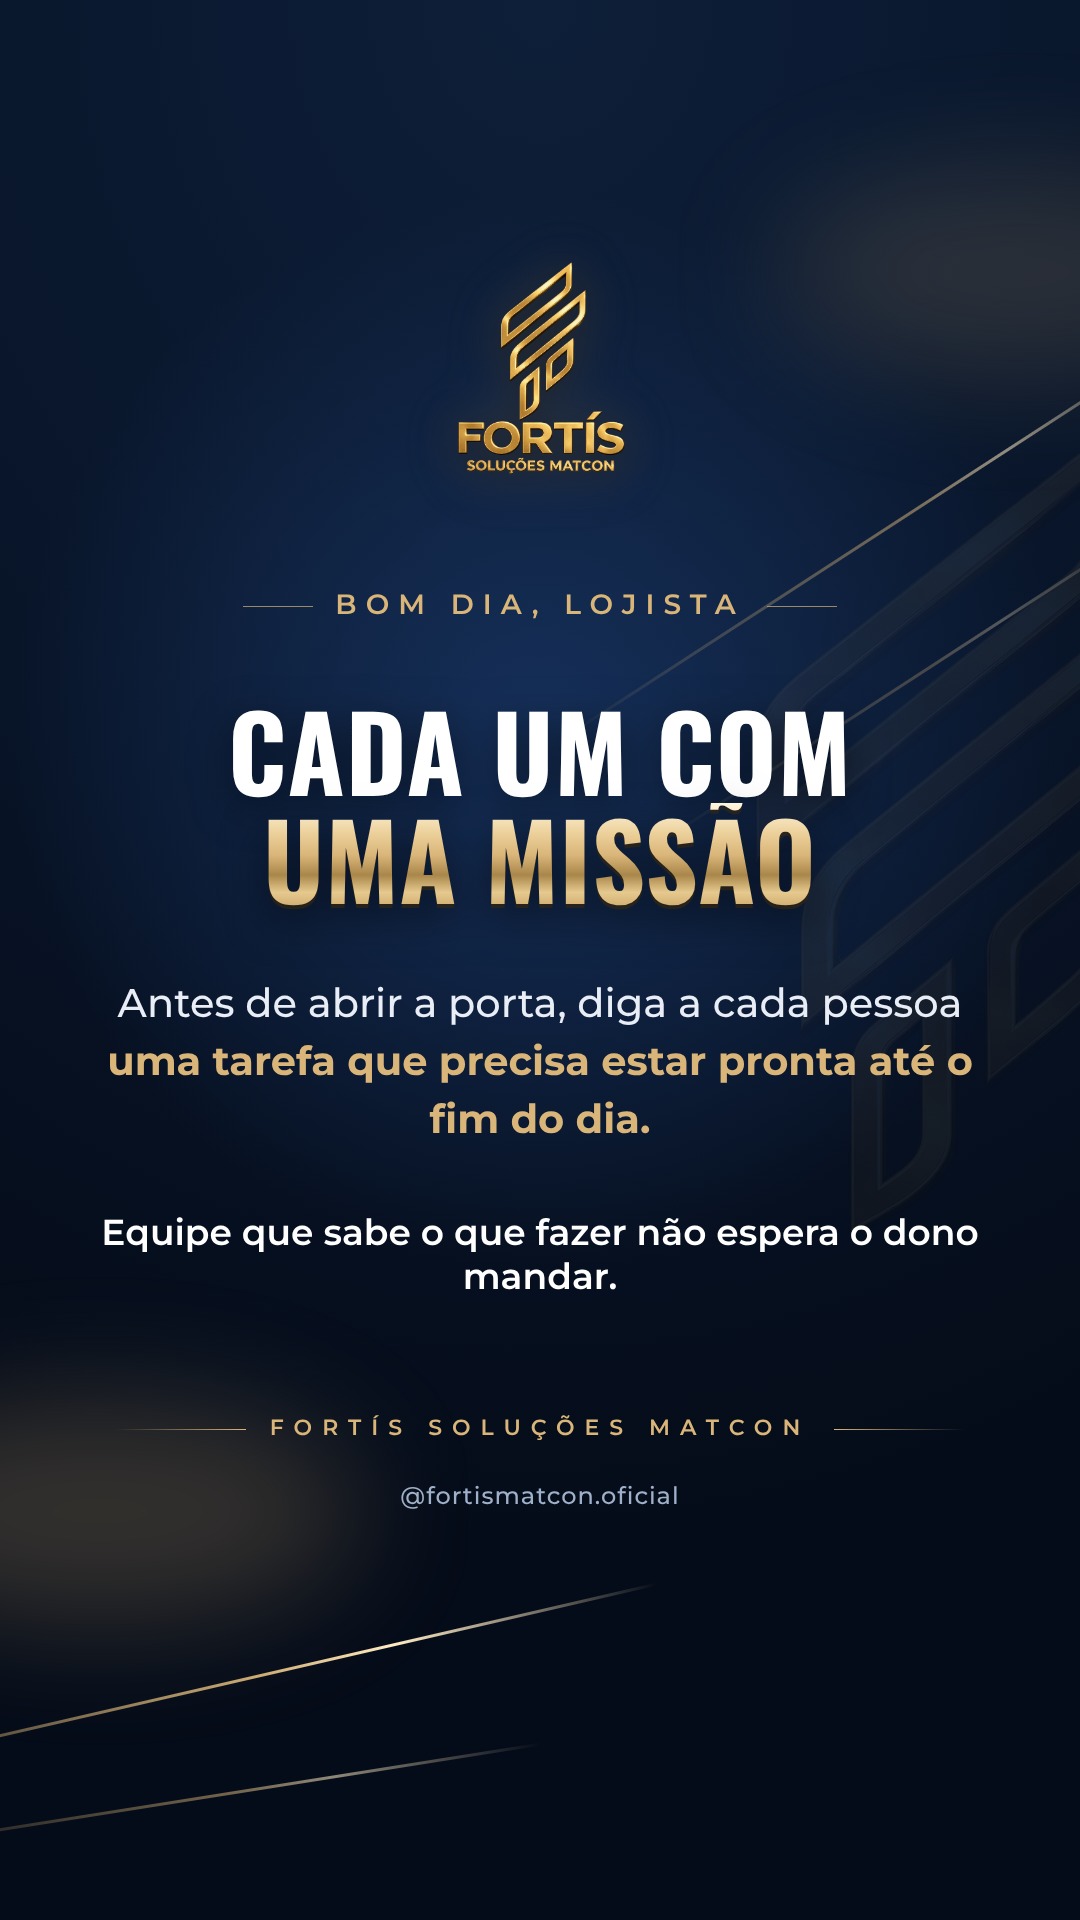 FORTÍS
SOLUÇÕES MATCON
BOM DIA, LOJISTA
CADA UM COM
UMA MISSÃO
Antes de abrir a porta, diga a cada pessoa
uma tarefa que precisa estar pronta até o
fim do dia.
Equipe que sabe o que fazer não espera o dono
mandar.
FORTÍS SOLUÇÕES MATCON
@fortismatcon.oficial